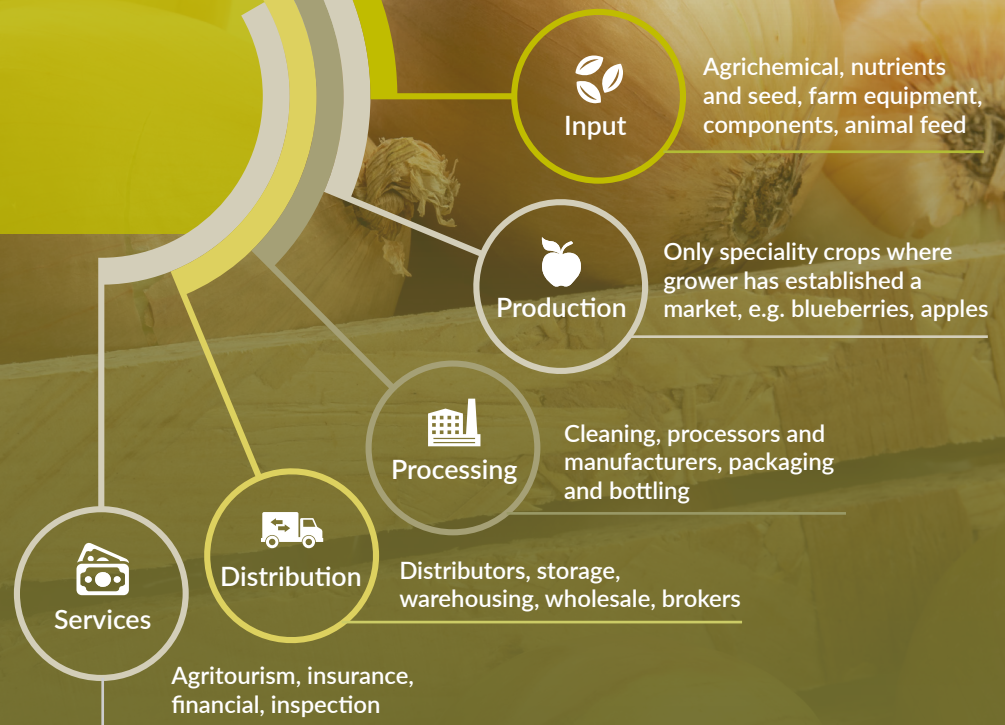 Input
Agrichemical, nutrients
and seed, farm equipment,
components, animal feed
Production
Only speciality crops where
grower has established a
market, e.g. blueberries, apples
Processing
Cleaning, processors and
manufacturers, packaging
and bottling
Distribution
Distributors, storage,
warehousing, wholesale, brokers
Services
Agritourism, insurance,
financial, inspection